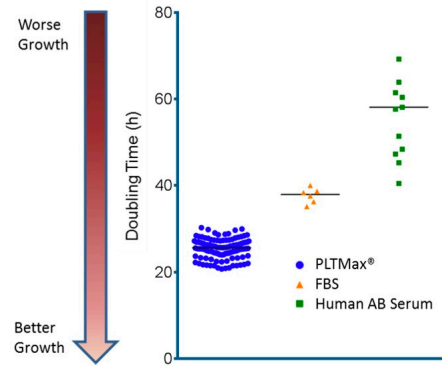 Worse
Growth
Better
Growth
Doubling Time (h)
80
60
40
20
0
PLTMax®
FBS
Human AB Serum